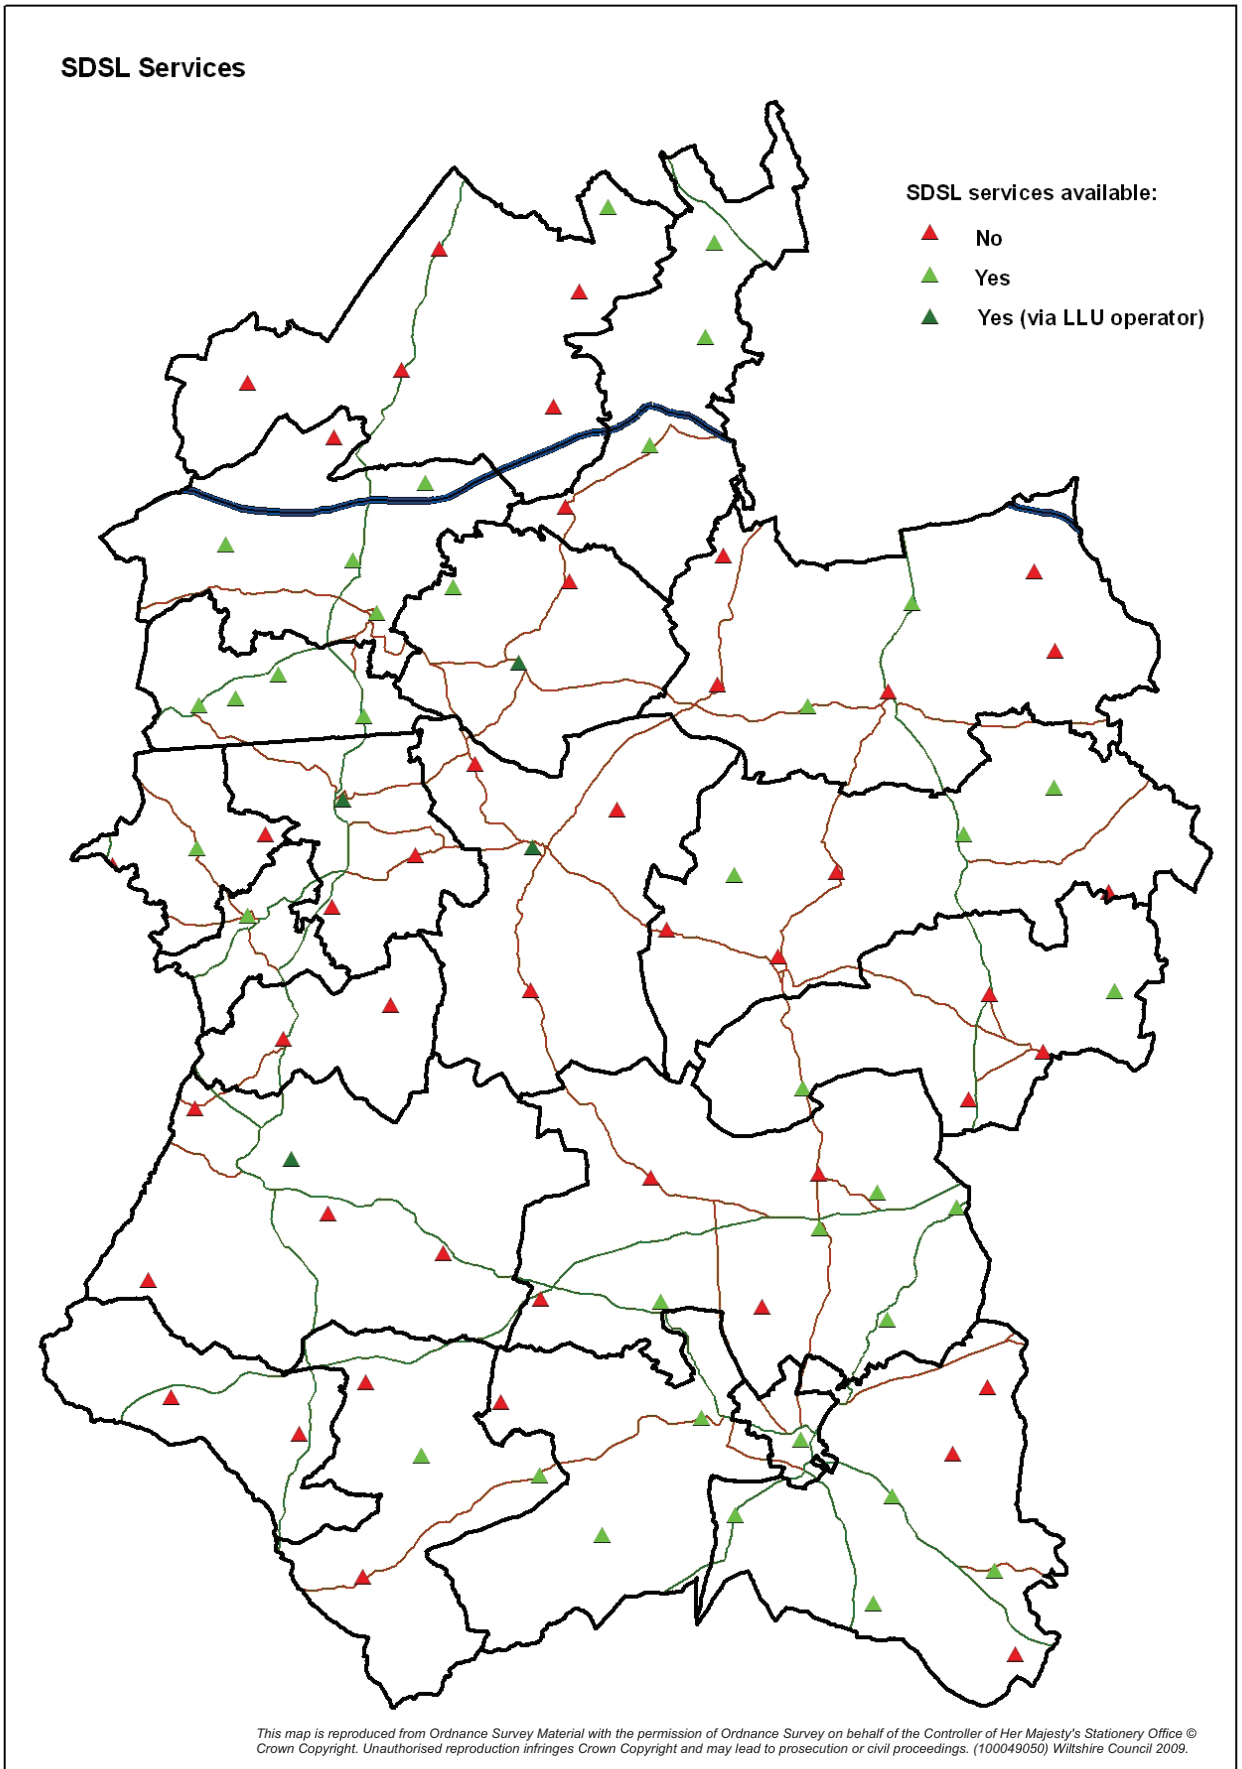 SDSL Services
SDSL services available:
No
Yes
Yes (via LLU operator)
This map is reproduced from Ordnance Survey Material with the permission of Ordnance Survey on behalf of the Controller of Her Majesty's Stationery Office ©
Crown Copyright. Unauthorised reproduction infringes Crown Copyright and may lead to prosecution or civil proceedings. (100049050) Wiltshire Council 2009.